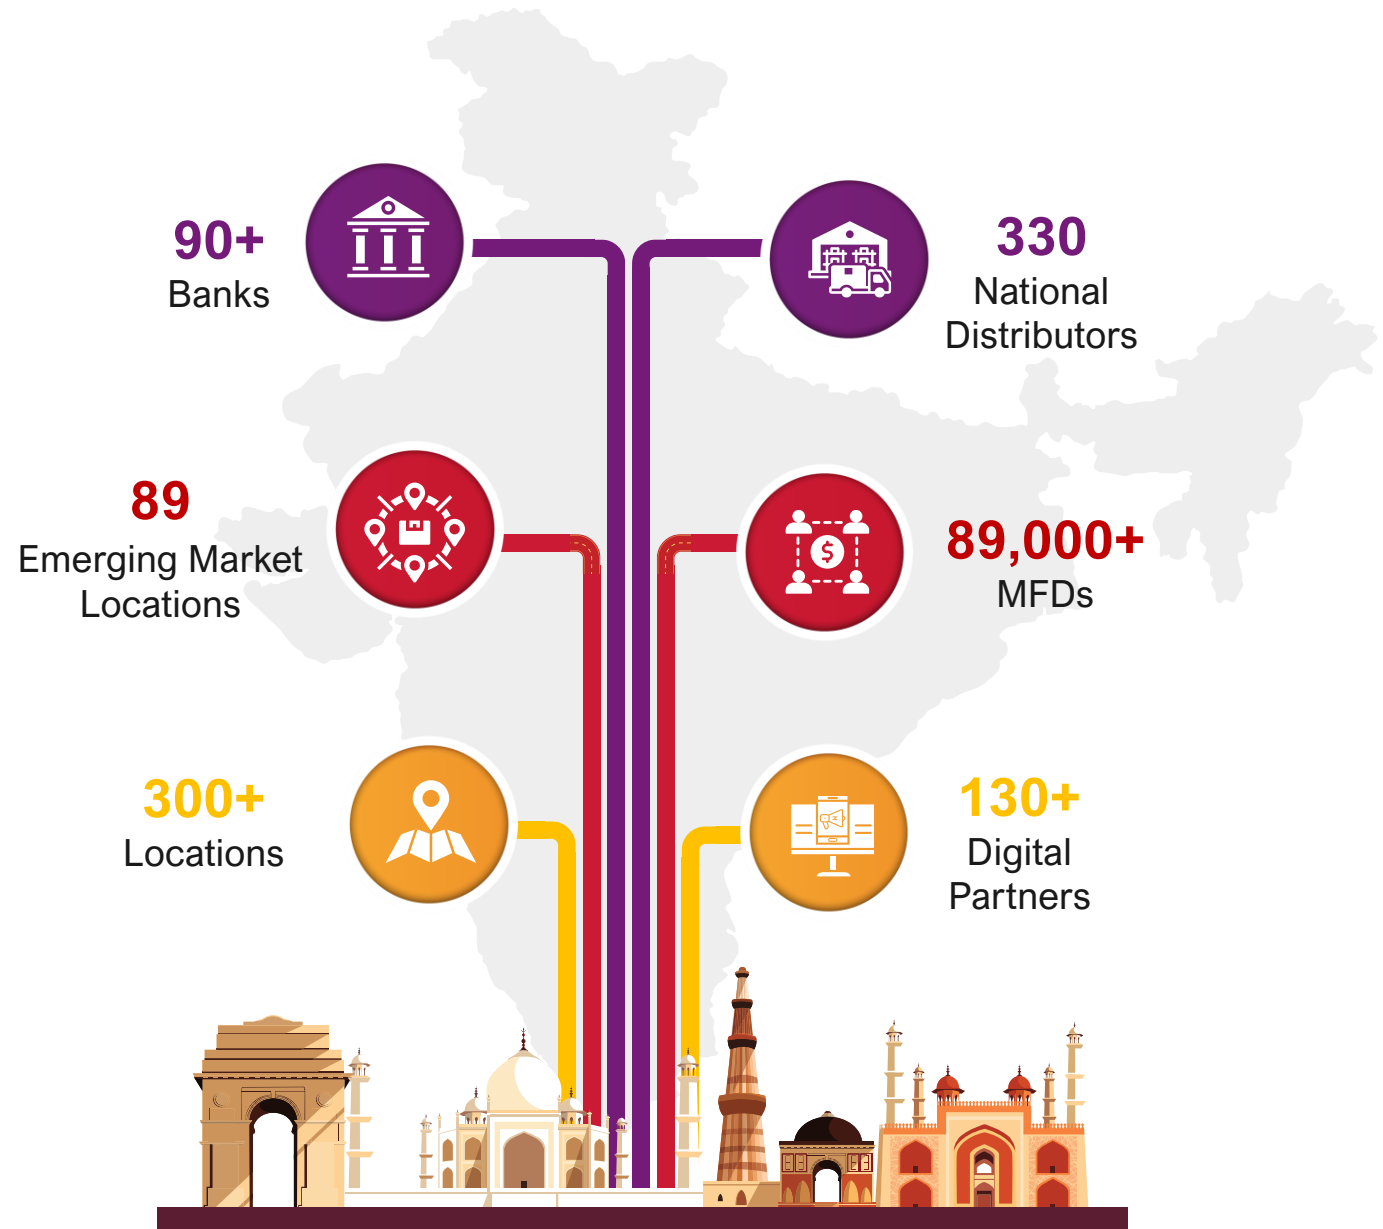 90+
Banks
330
National
Distributors
89
Emerging Market
Locations
89,000+
MFDs
300+
Locations
130+
Digital
Partners